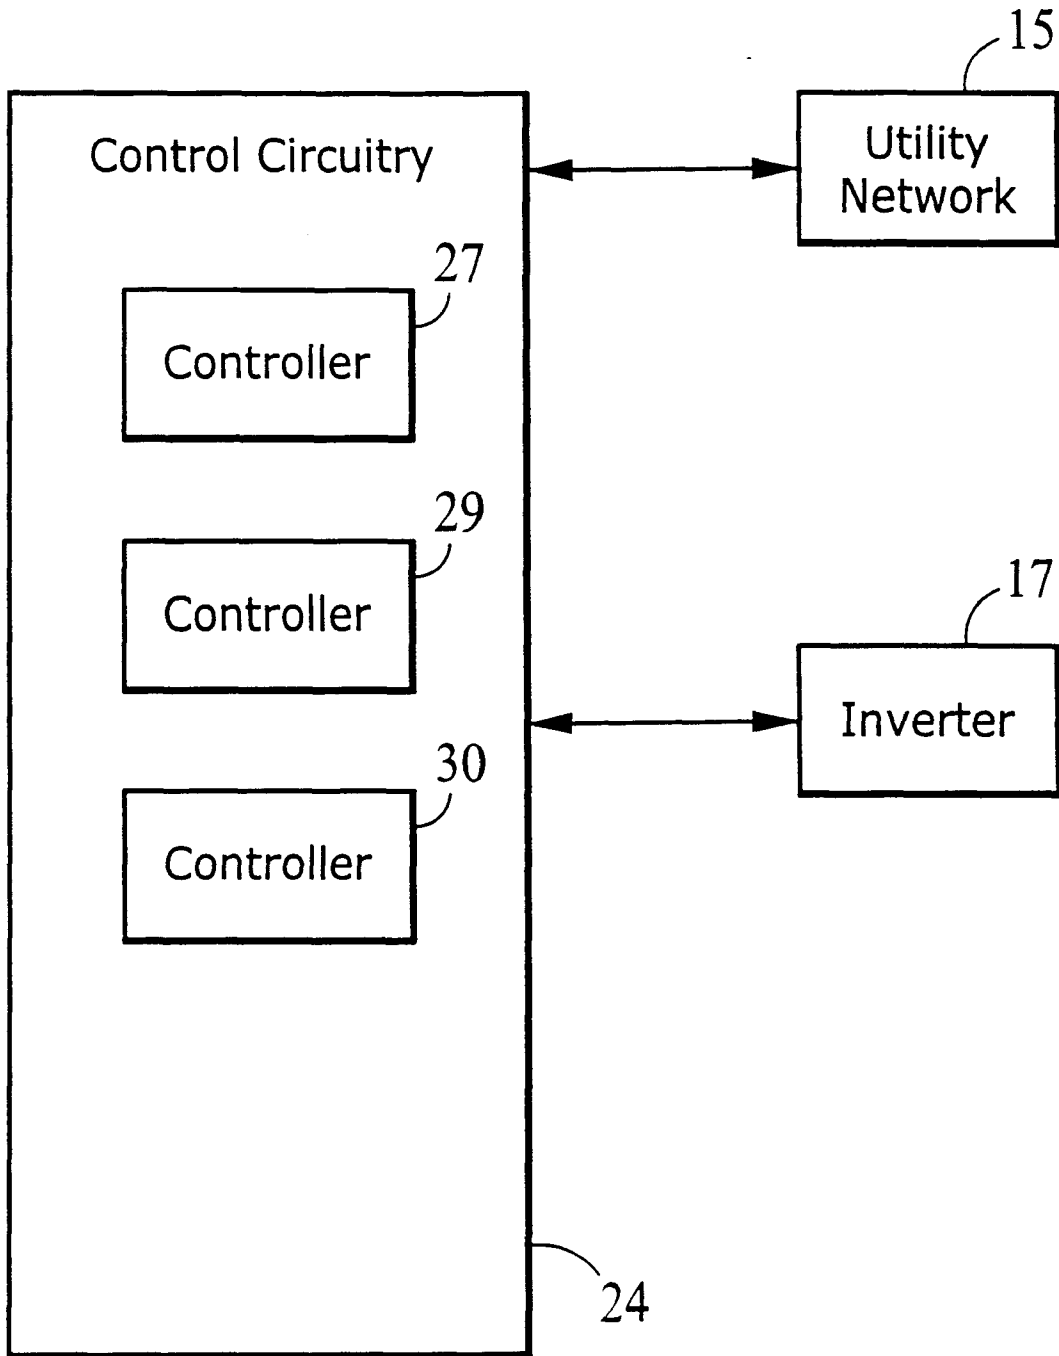 15
Control Circuitry
Utility
Network
27
Controller
29
Controller
17
Inverter
30
Controller
24